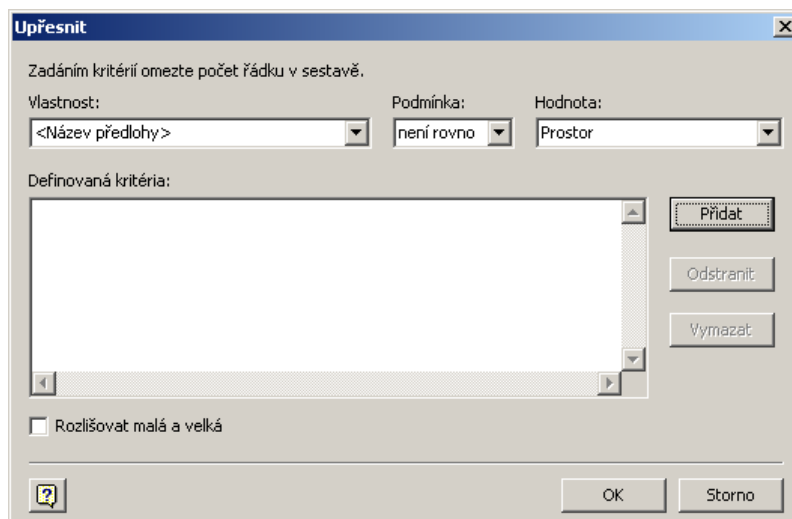 Upřesnit
Zadáním kritérií omezte počet řádku v sestavě.
Vlastnost: Podmínka: Hodnota:
<Název předlohy> není rovno Prostor
Definovaná kritéria:
Přidat
Odstranit
Vymazat
Rozlišovat malá a velká
OK Storno